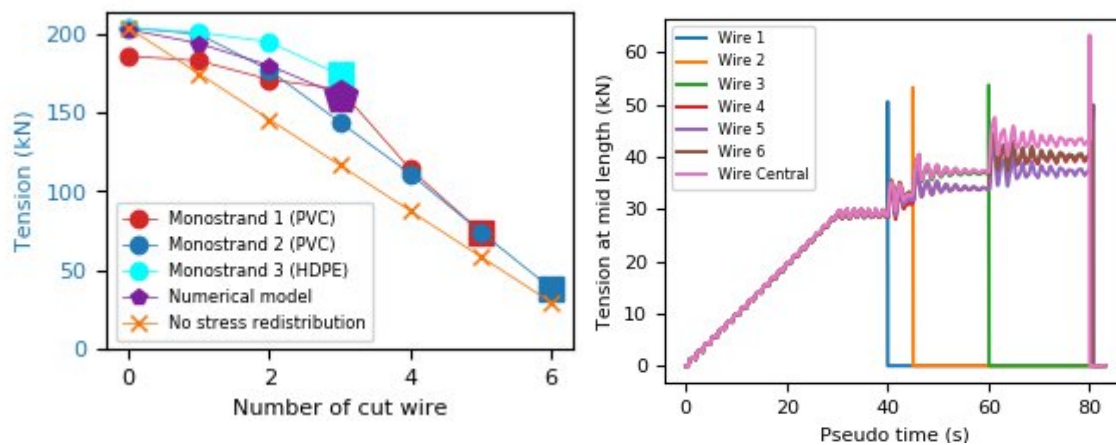 200
150
100
50
0
Tension (kN)
Monostrand 1 (PVC)
Monostrand 2 (PVC)
Monostrand 3 (HDPE)
Numerical model
No stress redistribution
0 2 4 6
Number of cut wire
60
50
40
30
20
10
0
Tension at mid length (kN)
Wire 1
Wire 2
Wire 3
Wire 4
Wire 5
Wire 6
Wire Central
0 20 40 60 80
Pseudo time (s)